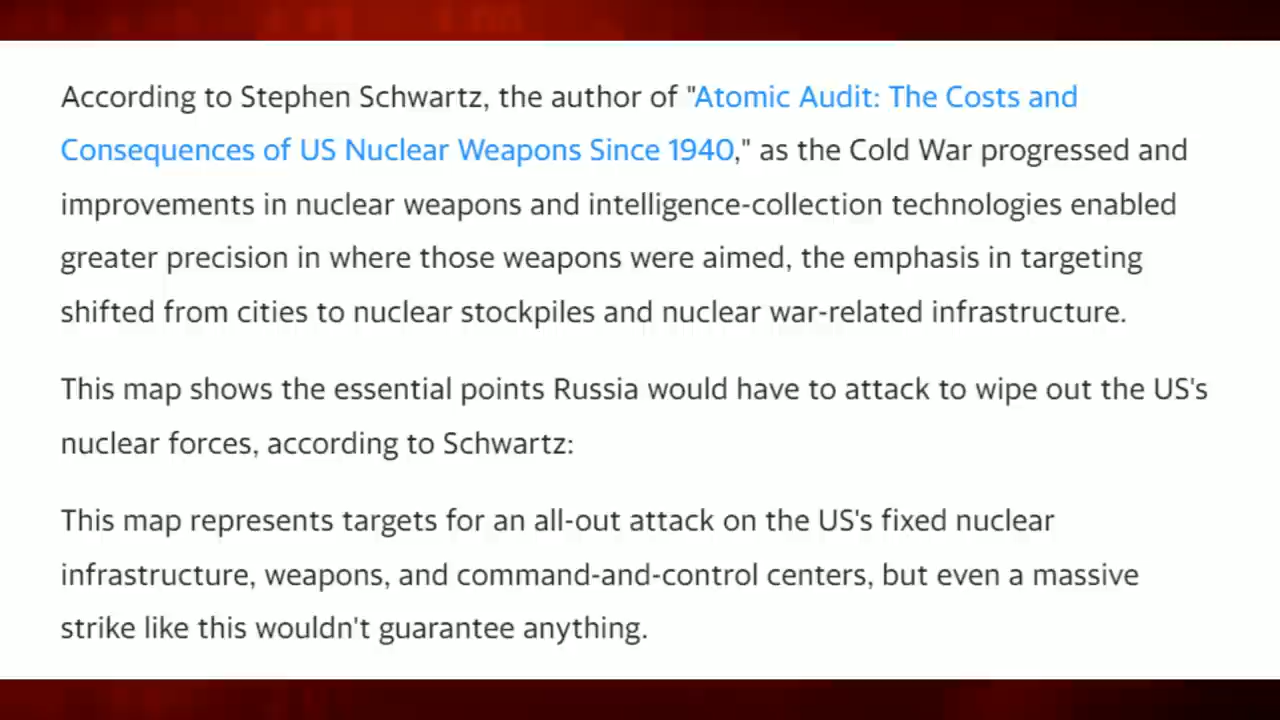 According to Stephen Schwartz, the author of "Atomic Audit: The Costs and
Consequences of US Nuclear Weapons Since 1940," as the Cold War progressed and
improvements in nuclear weapons and intelligence-collection technologies enabled
greater precision in where those weapons were aimed, the emphasis in targeting
shifted from cities to nuclear stockpiles and nuclear war-related infrastructure.
This map shows the essential points Russia would have to attack to wipe out the US's
nuclear forces, according to Schwartz:
This map represents targets for an all-out attack on the US's fixed nuclear
infrastructure, weapons, and command-and-control centers, but even a massive
strike like this wouldn't guarantee anything.